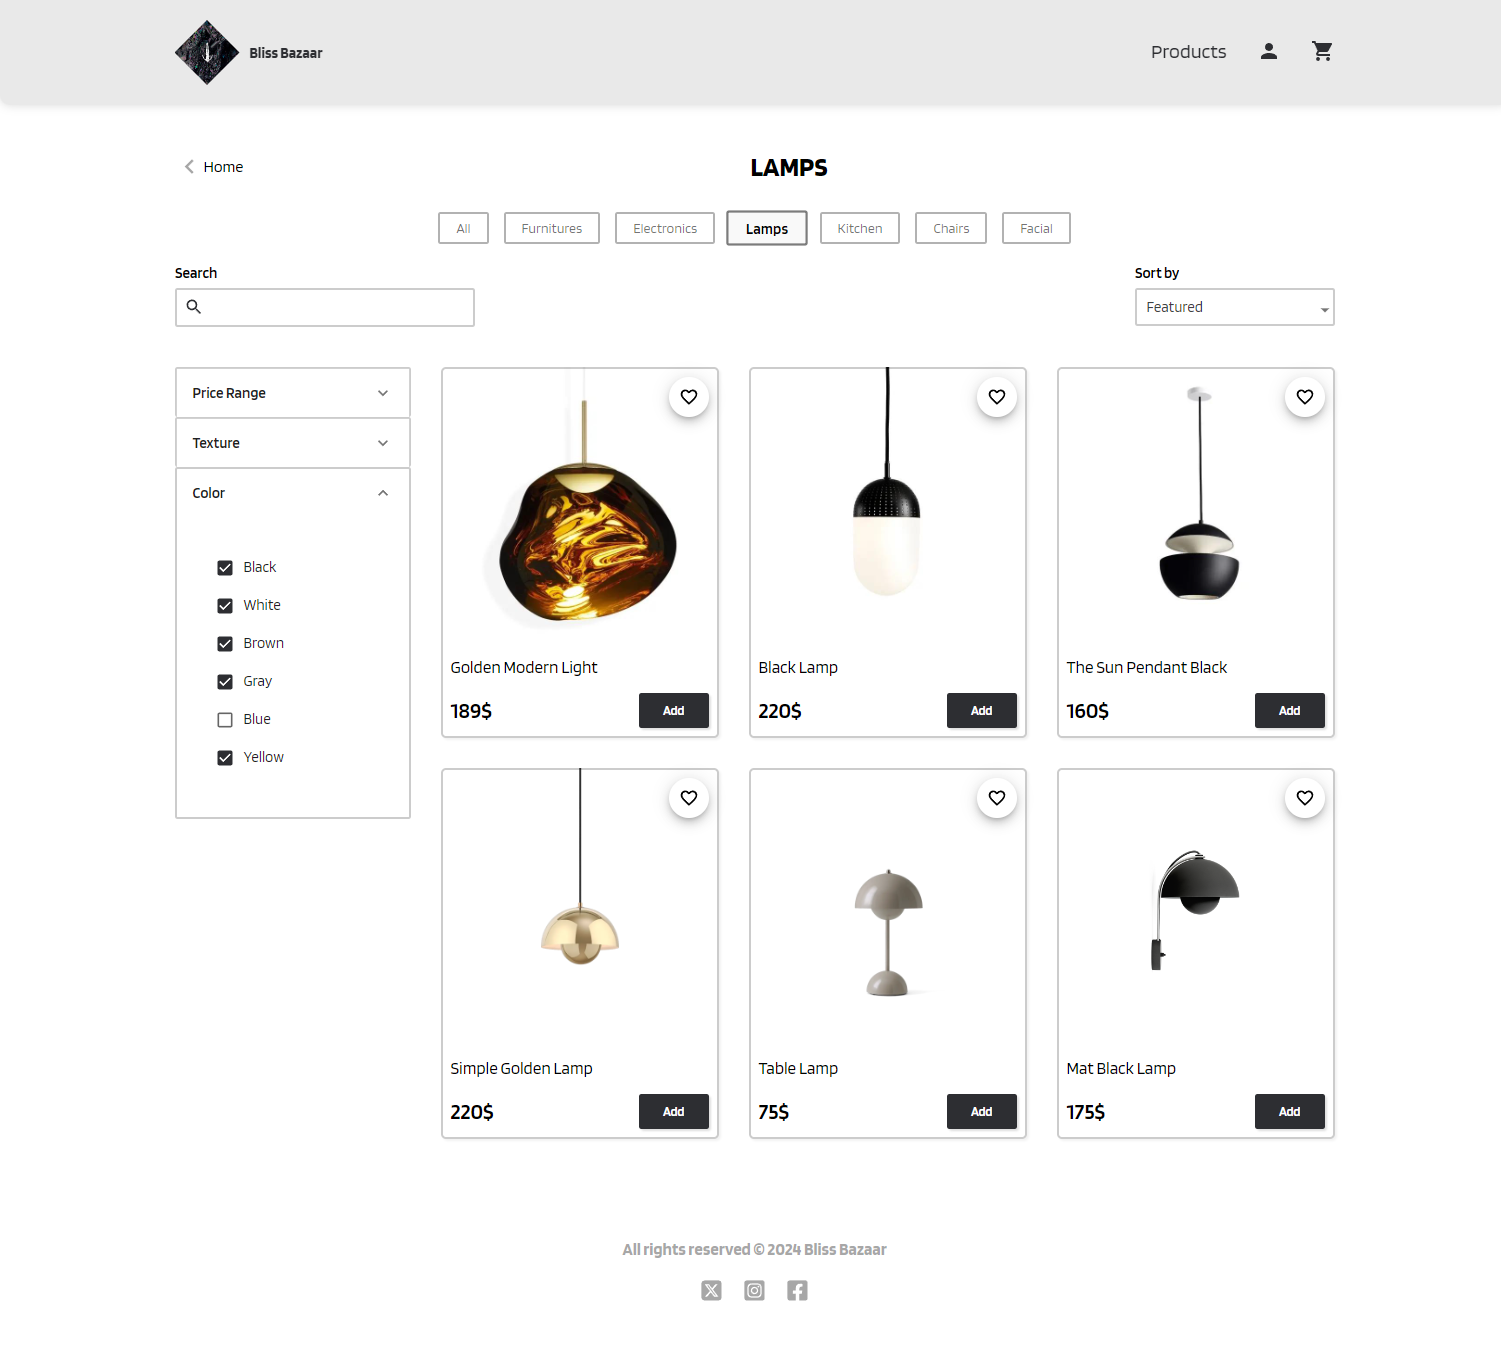 Bliss Bazaar
Products
Home
LAMPS
All
Furnitures
Electronics
Lamps
Kitchen
Chairs
Facial
Search
Sort by
Featured
Price Range
Texture
Color
Black
White
Brown
Gray
Blue
Yellow
Golden Modern Light
189$
Add
Black Lamp
220$
Add
The Sun Pendant Black
160$
Add
Simple Golden Lamp
220$
Add
Table Lamp
75$
Add
Mat Black Lamp
175$
Add
All rights reserved © 2024 Bliss Bazaar